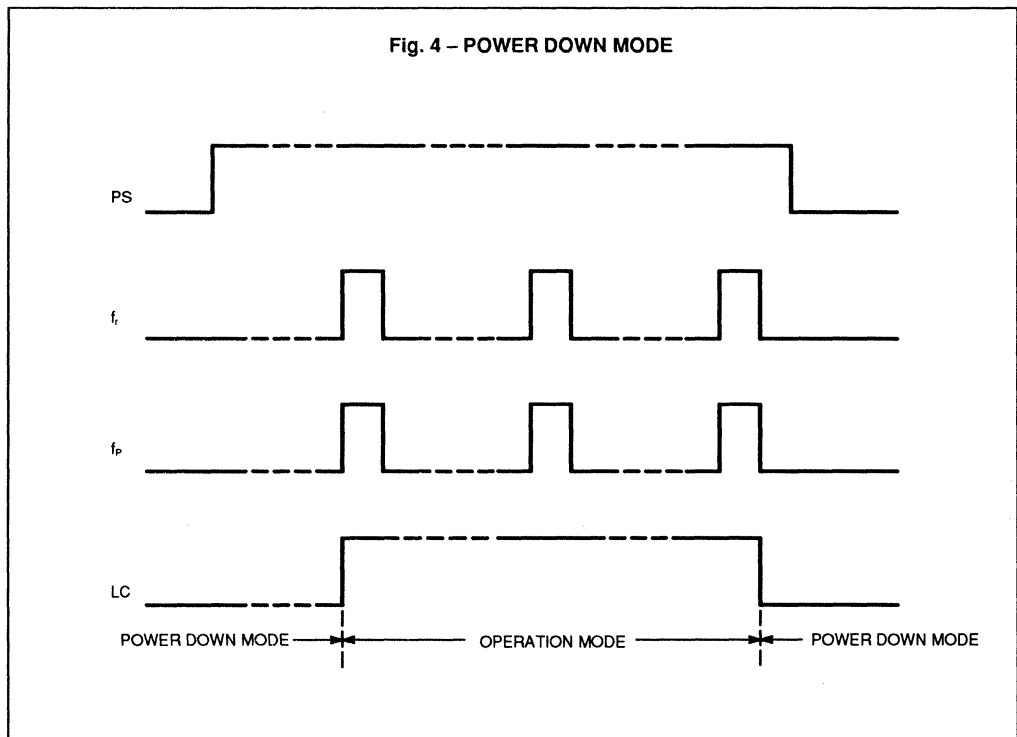 Fig. 4 – POWER DOWN MODE
PS
fr
fP
LC
POWER DOWN MODE
OPERATION MODE
POWER DOWN MODE